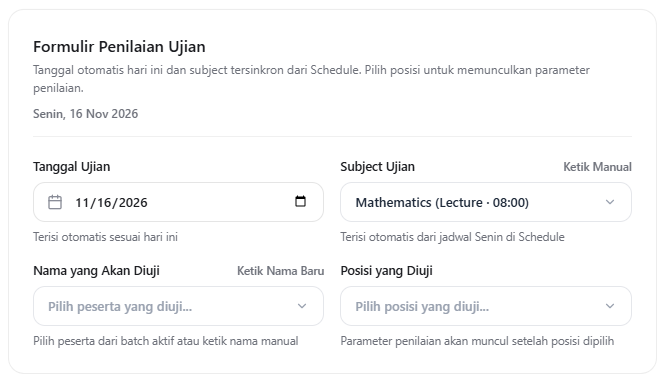 Formulir Penilaian Ujian
Tanggal otomatis hari ini dan subject tersinkron dari Schedule. Pilih posisi untuk memunculkan parameter
penilaian.
Senin, 16 Nov 2026
Tanggal Ujian
11/16/2026
Terisi otomatis sesuai hari ini
Subject Ujian
Ketik Manual
Mathematics (Lecture · 08:00)
Terisi otomatis dari jadwal Senin di Schedule
Nama yang Akan Diuji
Ketik Nama Baru
Pilih peserta yang diuji...
Pilih peserta dari batch aktif atau ketik nama manual
Posisi yang Diuji
Pilih posisi yang diuji...
Parameter penilaian akan muncul setelah posisi dipilih